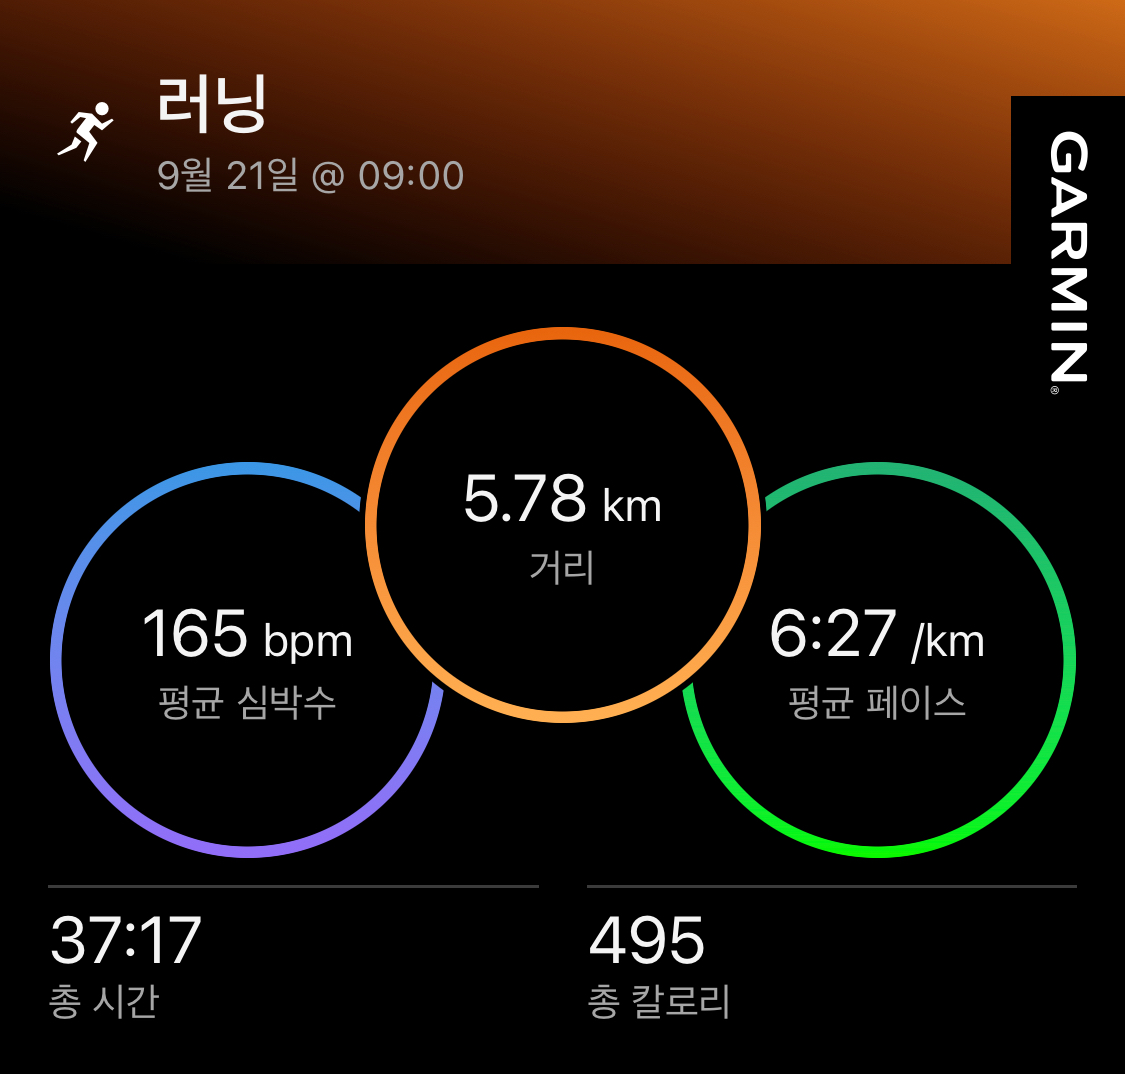 러닝
9월 21일 @ 09:00
GARMIN®
5.78 km
거리
165 bpm
평균 심박수
6:27 /km
평균 페이스
37:17
총 시간
495
총 칼로리